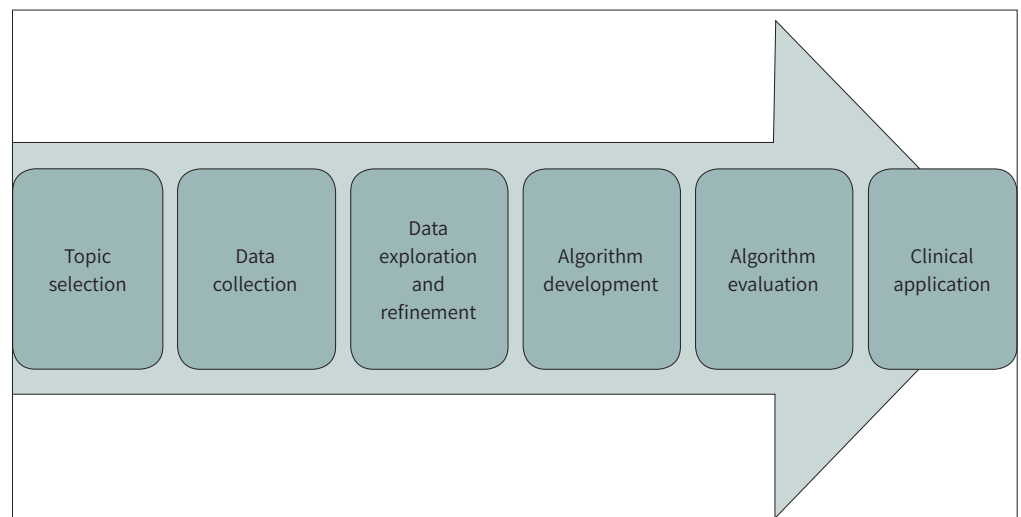 Topic
selection
Data
collection
Data
exploration
and
refinement
Algorithm
development
Algorithm
evaluation
Clinical
application